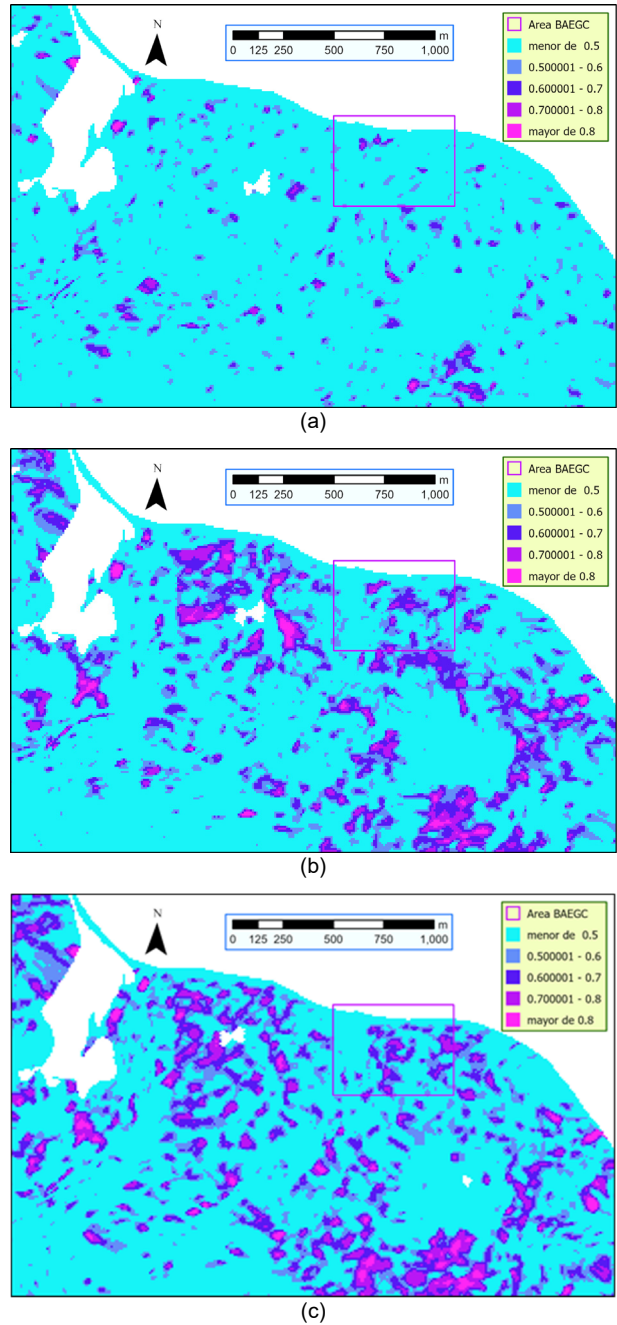 N
m
0 125 250 500 750 1,000
Area BAEGC
menor de 0.5
0.500001 - 0.6
0.600001 - 0.7
0.700001 - 0.8
mayor de 0.8
(a)
N
m
0 125 250 500 750 1,000
Area BAEGC
menor de 0.5
0.500001 - 0.6
0.600001 - 0.7
0.700001 - 0.8
mayor de 0.8
(b)
N
m
0 125 250 500 750 1,000
Area BAEGC
menor de 0.5
0.500001 - 0.6
0.600001 - 0.7
0.700001 - 0.8
mayor de 0.8
(c)